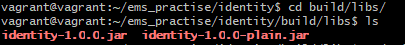 vagrant@vagrant:~/ems_practise/identity$ cd build/libs/
vagrant@vagrant:~/ems_practise/identity/build/libs$ ls
identity-1.0.0.jar  identity-1.0.0-plain.jar